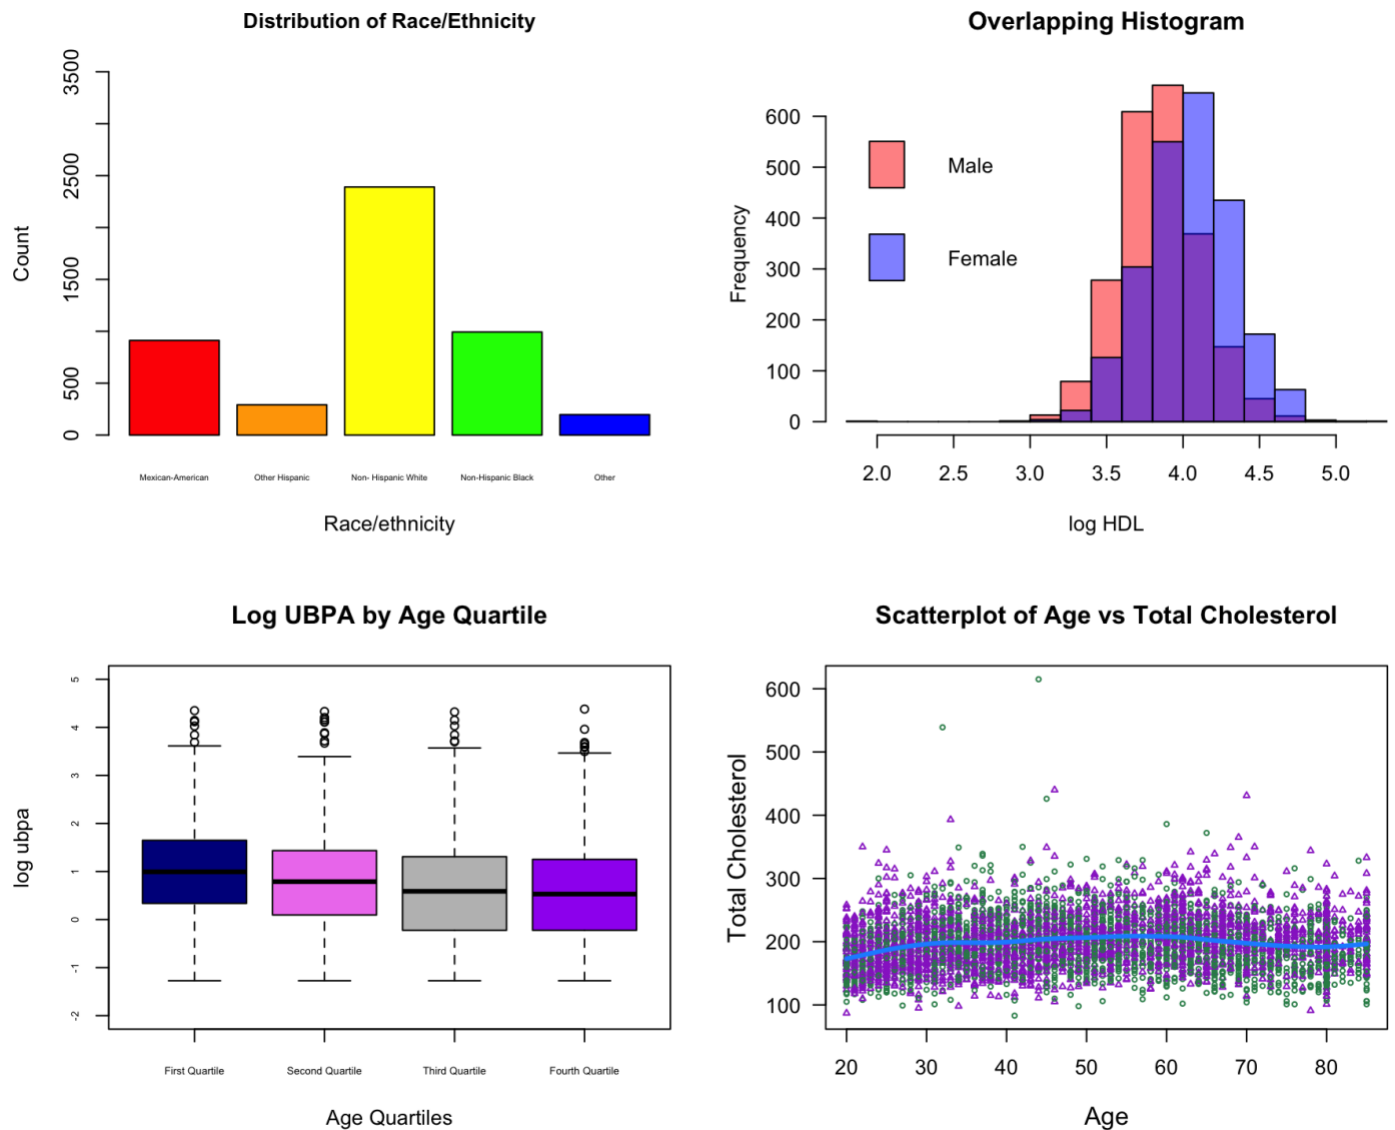 Distribution of Race/Ethnicity
Count
3500
2500
1500
500
0
Mexican-American Other Hispanic Non- Hispanic White Non-Hispanic Black Other
Race/ethnicity
Overlapping Histogram
Frequency
600
500
400
300
200
100
0
Male
Female
2.0 2.5 3.0 3.5 4.0 4.5 5.0
log HDL
Log UBPA by Age Quartile
log ubpa
5
4
3
2
1
0
-1
-2
First Quartile Second Quartile Third Quartile Fourth Quartile
Age Quartiles
Scatterplot of Age vs Total Cholesterol
Total Cholesterol
600
500
400
300
200
100
20 30 40 50 60 70 80
Age